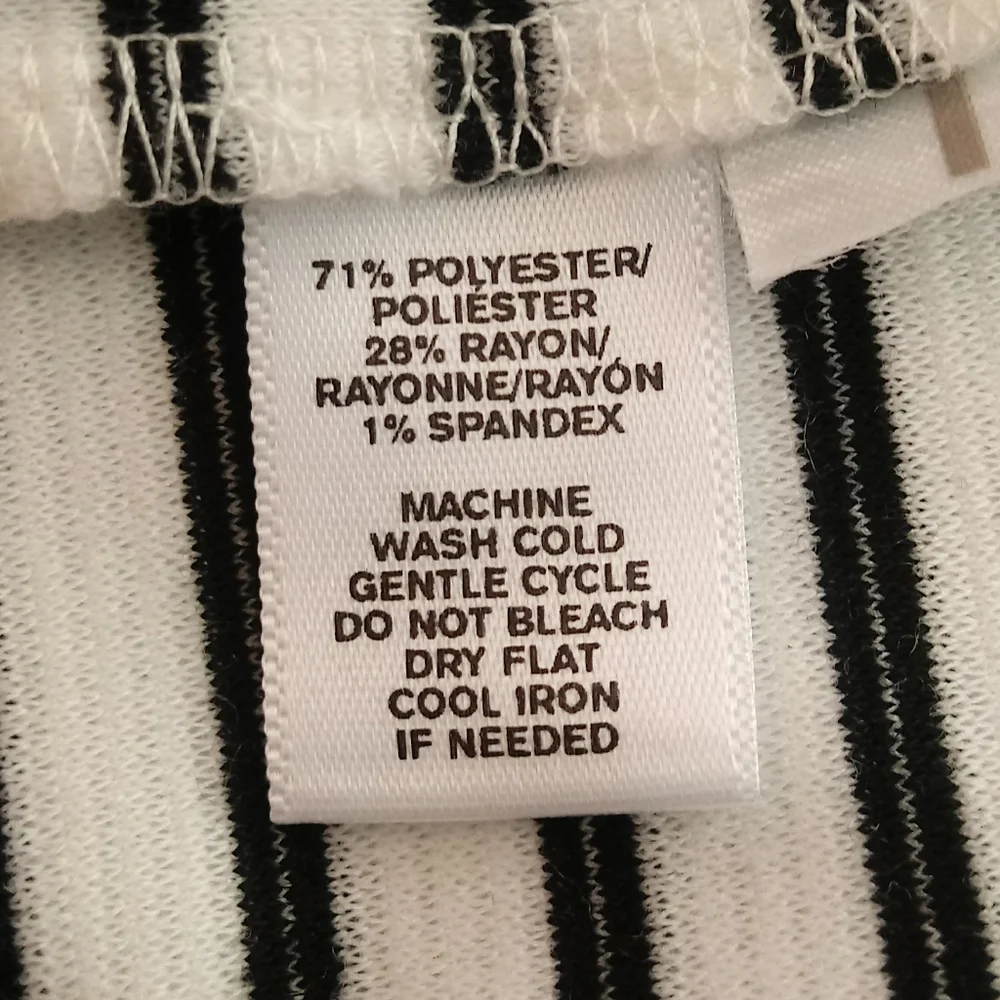 71% POLYESTER/
POLIÉSTER
28% RAYON/
RAYONNE/RAYÓN
1% SPANDEX
MACHINE
WASH COLD
GENTLE CYCLE
DO NOT BLEACH
DRY FLAT
COOL IRON
IF NEEDED